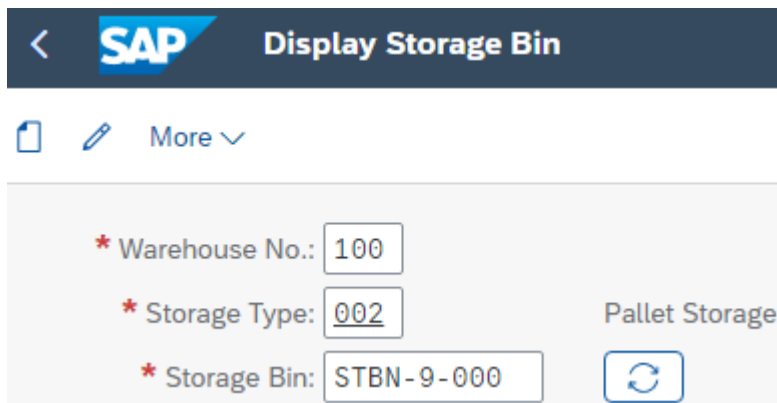 SAP Display Storage Bin
More
* Warehouse No.: 100
* Storage Type: 002 Pallet Storage
* Storage Bin: STBN-9-000